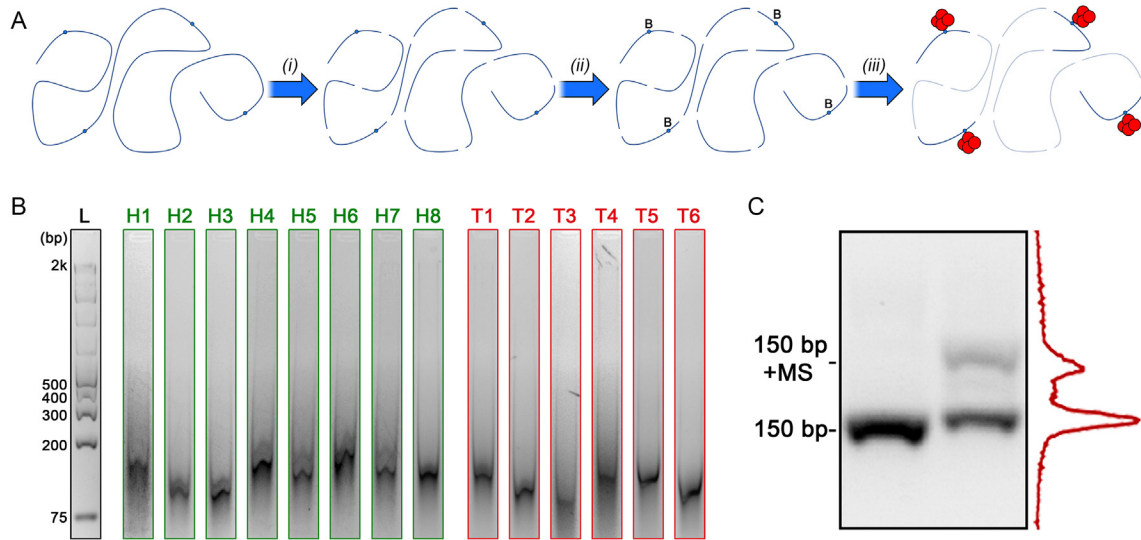 A
(i)
(ii)
(iii)
B
B
B
B
B
L
H1 H2 H3 H4 H5 H6 H7 H8
T1 T2 T3 T4 T5 T6
(bp)
2k
500
400
300
200
75
C
150 bp
+MS
150 bp